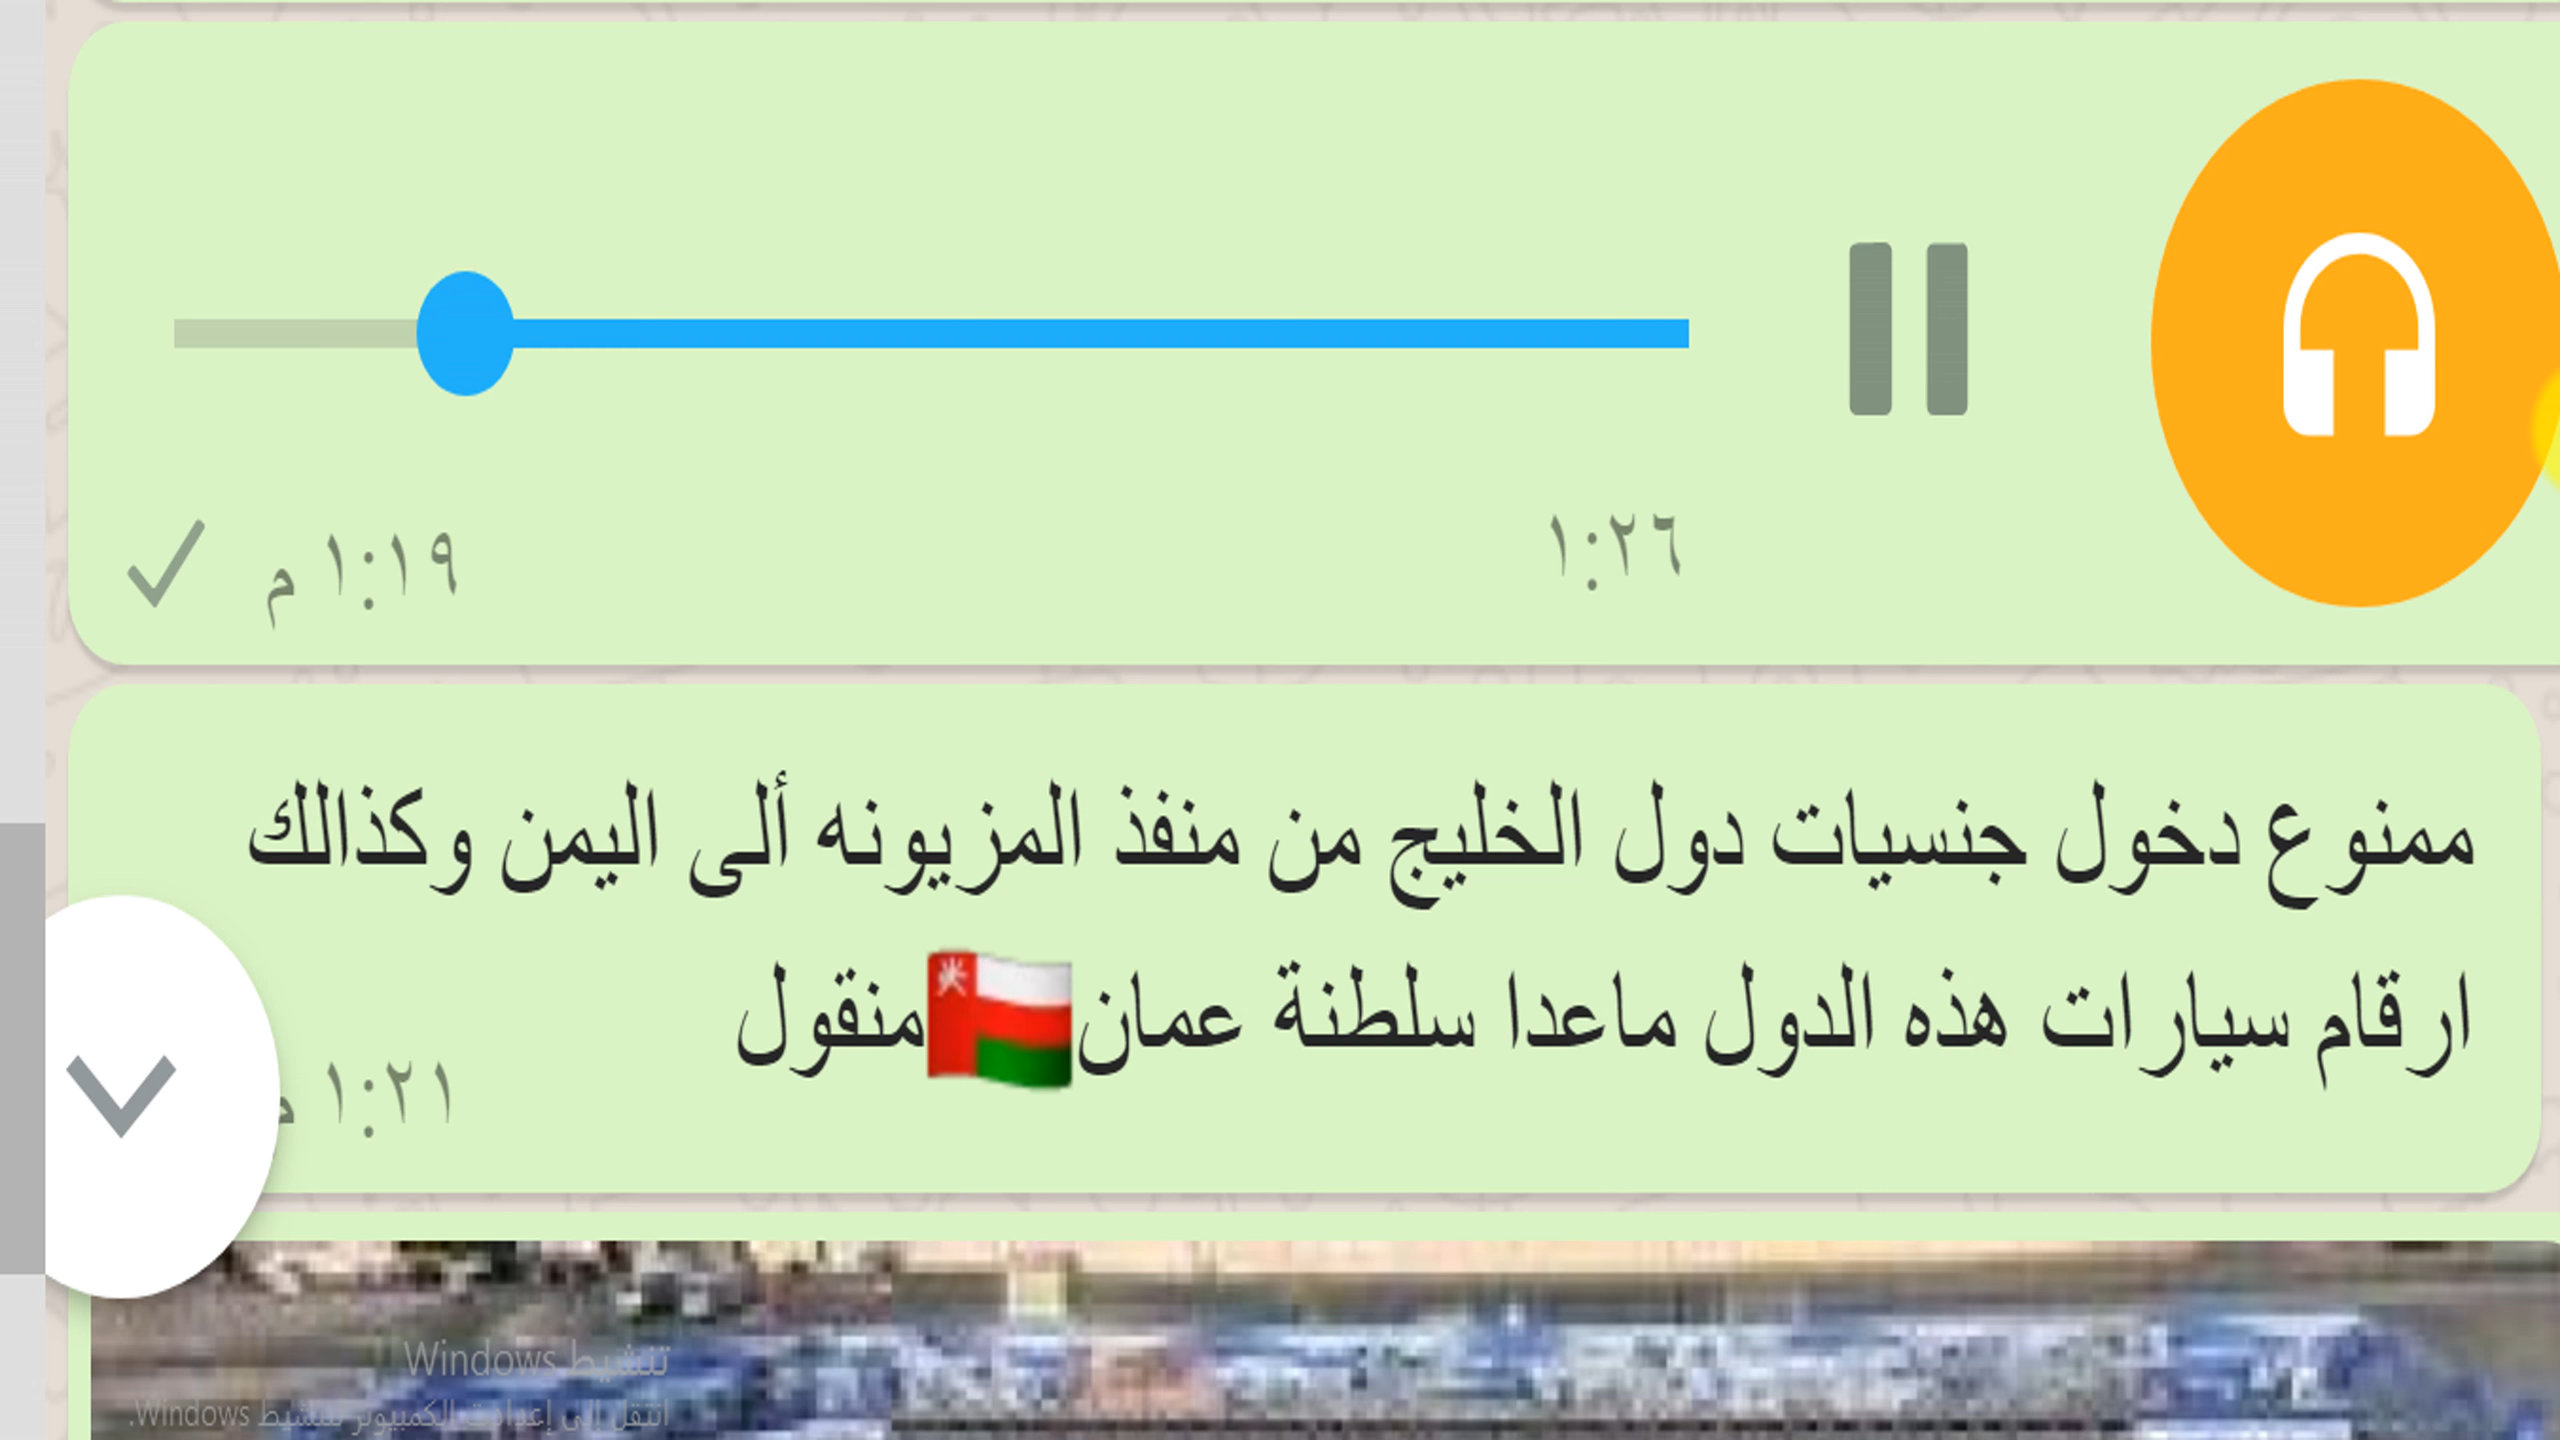 ١:٢٦
١:١٩ م
ممنوع دخول جنسيات دول الخليج من منفذ المزيونه ألى اليمن وكذالك
ارقام سيارات هذه الدول ماعدا سلطنة عمان🇴🇲منقول
١:٢١ م
تنشيط Windows
انتقل إلى إعدادات الكمبيوتر لتنشيط Windows.